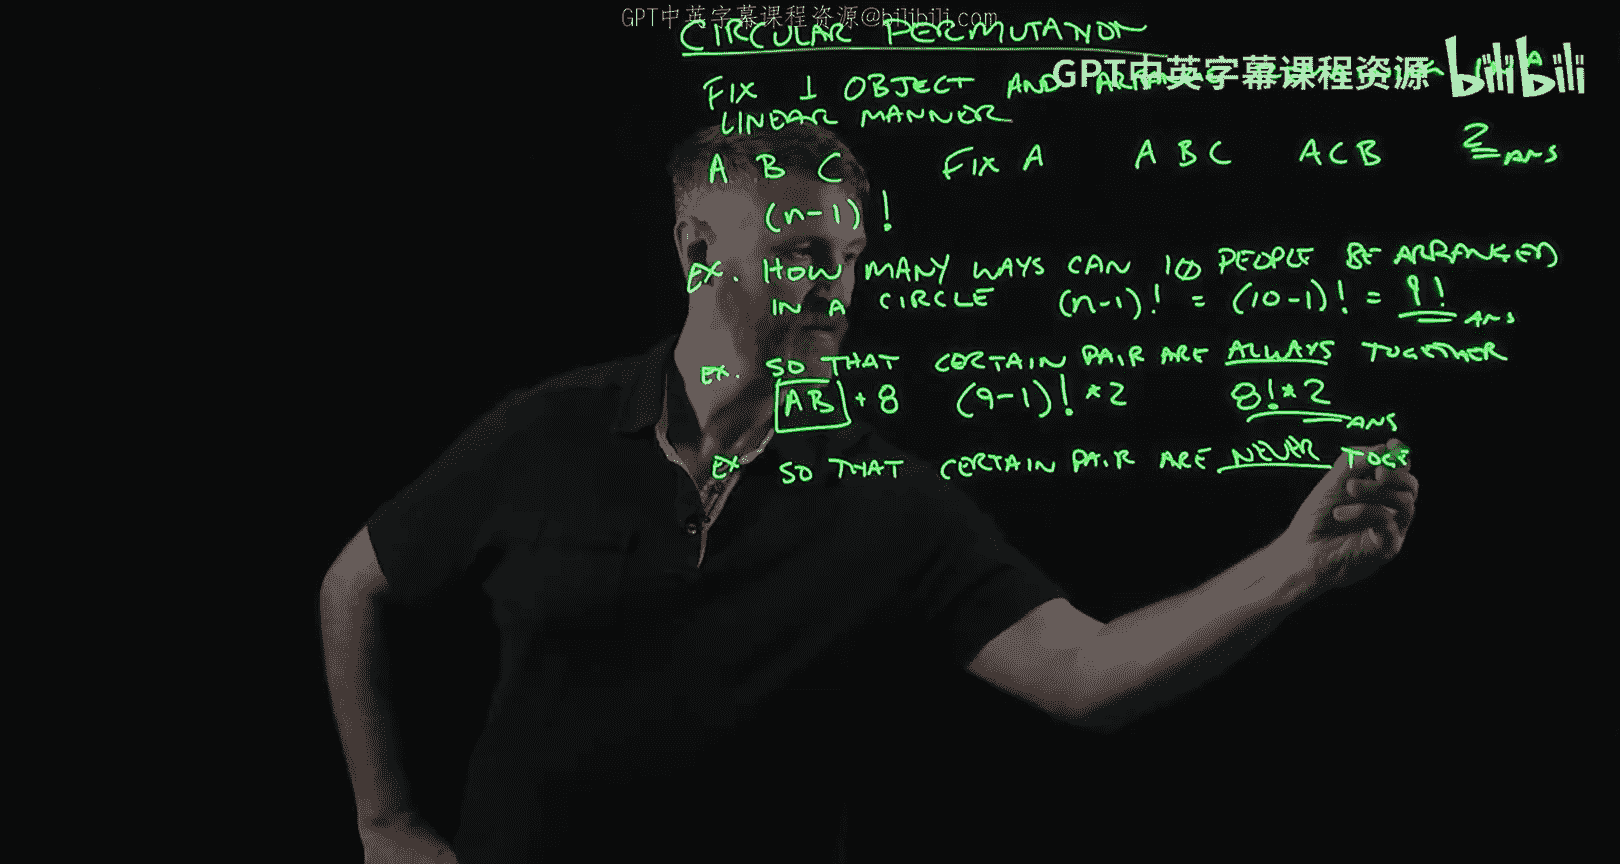 GPT中英字幕课程资源@bilibili.com
CIRCULAR PERMUTATION
GPT中英字幕课程资源 bilibili
FIX 1 OBJECT AND A
LINEAR MANNER
A B C FIX A A B C A C B 2 ANS
(n-1)!
EX. HOW MANY WAYS CAN 10 PEOPLE BE ARRANGED
IN A CIRCLE (n-1)! = (10-1)! = 9! ANS
EX. SO THAT CERTAIN PAIR ARE ALWAYS TOGETHER
AB + 8 (9-1)! * 2 8! * 2 ANS
EX SO THAT CERTAIN PAIR ARE NEVER TOGE